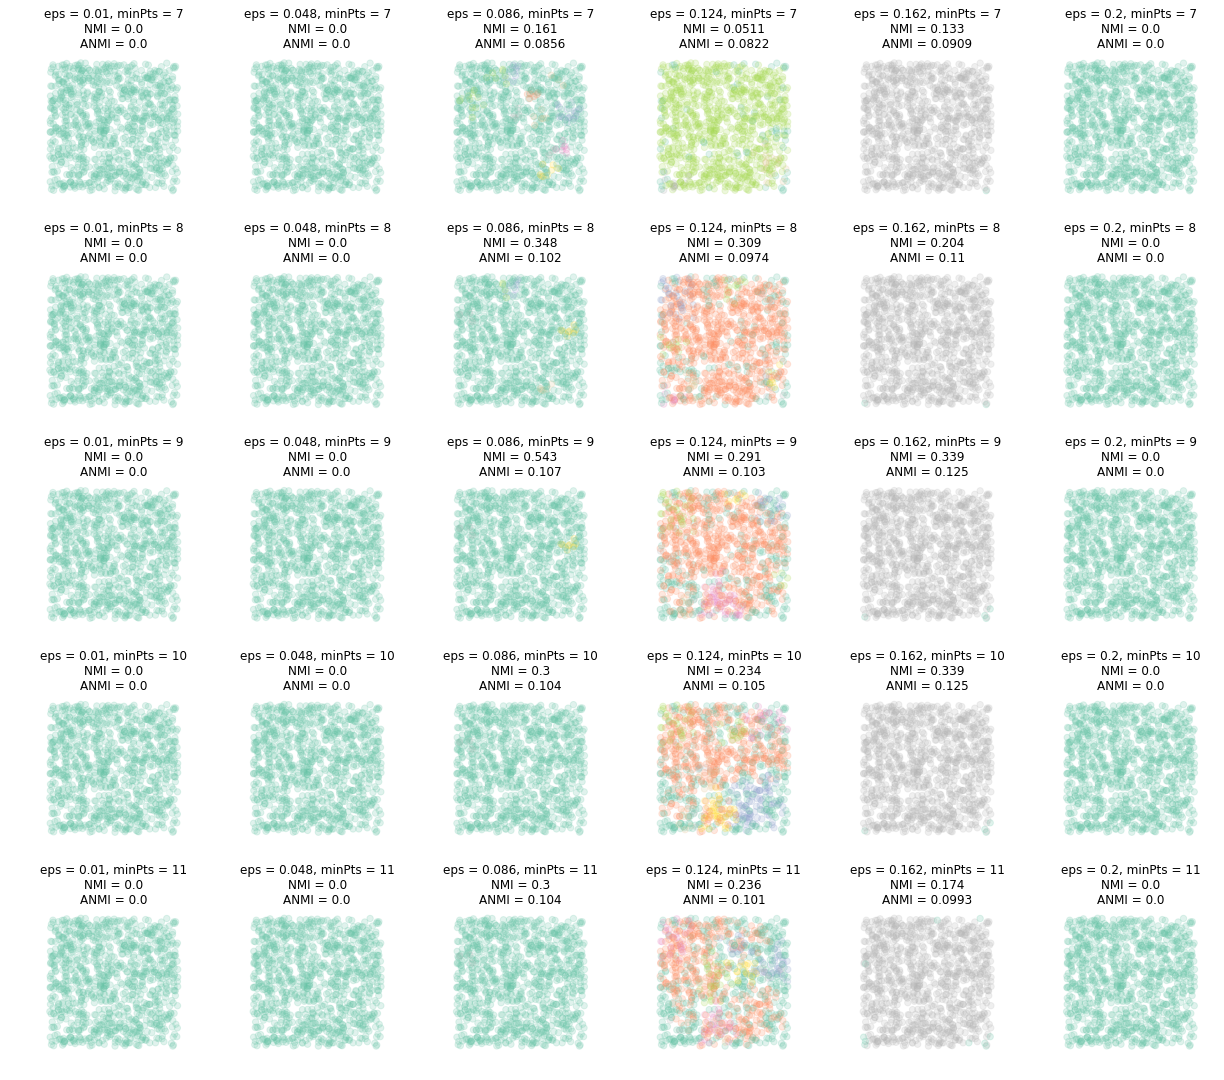 eps = 0.01, minPts = 7
NMI = 0.0
ANMI = 0.0
eps = 0.048, minPts = 7
NMI = 0.0
ANMI = 0.0
eps = 0.086, minPts = 7
NMI = 0.161
ANMI = 0.0856
eps = 0.124, minPts = 7
NMI = 0.0511
ANMI = 0.0822
eps = 0.162, minPts = 7
NMI = 0.133
ANMI = 0.0909
eps = 0.2, minPts = 7
NMI = 0.0
ANMI = 0.0
eps = 0.01, minPts = 8
NMI = 0.0
ANMI = 0.0
eps = 0.048, minPts = 8
NMI = 0.0
ANMI = 0.0
eps = 0.086, minPts = 8
NMI = 0.348
ANMI = 0.102
eps = 0.124, minPts = 8
NMI = 0.309
ANMI = 0.0974
eps = 0.162, minPts = 8
NMI = 0.204
ANMI = 0.11
eps = 0.2, minPts = 8
NMI = 0.0
ANMI = 0.0
eps = 0.01, minPts = 9
NMI = 0.0
ANMI = 0.0
eps = 0.048, minPts = 9
NMI = 0.0
ANMI = 0.0
eps = 0.086, minPts = 9
NMI = 0.543
ANMI = 0.107
eps = 0.124, minPts = 9
NMI = 0.291
ANMI = 0.103
eps = 0.162, minPts = 9
NMI = 0.339
ANMI = 0.125
eps = 0.2, minPts = 9
NMI = 0.0
ANMI = 0.0
eps = 0.01, minPts = 10
NMI = 0.0
ANMI = 0.0
eps = 0.048, minPts = 10
NMI = 0.0
ANMI = 0.0
eps = 0.086, minPts = 10
NMI = 0.3
ANMI = 0.104
eps = 0.124, minPts = 10
NMI = 0.234
ANMI = 0.105
eps = 0.162, minPts = 10
NMI = 0.339
ANMI = 0.125
eps = 0.2, minPts = 10
NMI = 0.0
ANMI = 0.0
eps = 0.01, minPts = 11
NMI = 0.0
ANMI = 0.0
eps = 0.048, minPts = 11
NMI = 0.0
ANMI = 0.0
eps = 0.086, minPts = 11
NMI = 0.3
ANMI = 0.104
eps = 0.124, minPts = 11
NMI = 0.236
ANMI = 0.101
eps = 0.162, minPts = 11
NMI = 0.174
ANMI = 0.0993
eps = 0.2, minPts = 11
NMI = 0.0
ANMI = 0.0